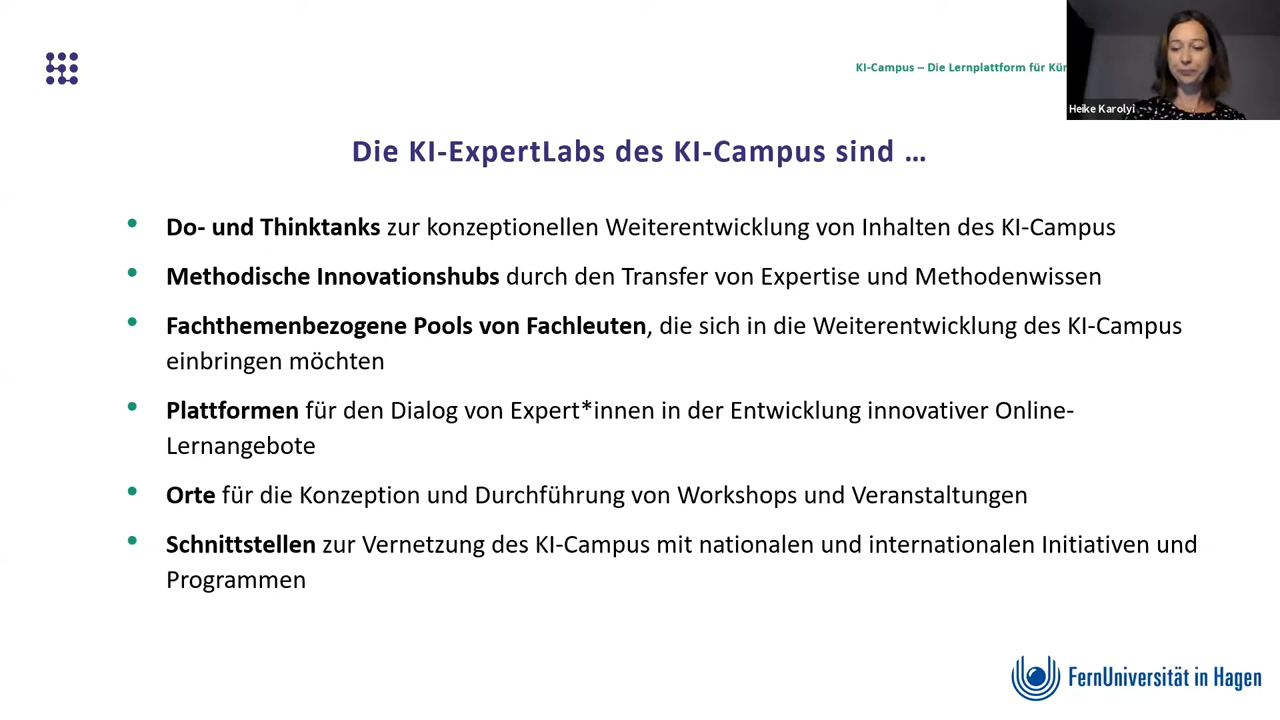 KI-Campus – Die Lernplattform für
Heike Karolyi
Die KI-ExpertLabs des KI-Campus sind …
• Do- und Thinktanks zur konzeptionellen Weiterentwicklung von Inhalten des KI-Campus
• Methodische Innovationshubs durch den Transfer von Expertise und Methodenwissen
• Fachthemenbezogene Pools von Fachleuten, die sich in die Weiterentwicklung des KI-Campus
einbringen möchten
• Plattformen für den Dialog von Expert*innen in der Entwicklung innovativer Online-
Lernangebote
• Orte für die Konzeption und Durchführung von Workshops und Veranstaltungen
• Schnittstellen zur Vernetzung des KI-Campus mit nationalen und internationalen Initiativen und
Programmen
FernUniversität in Hagen